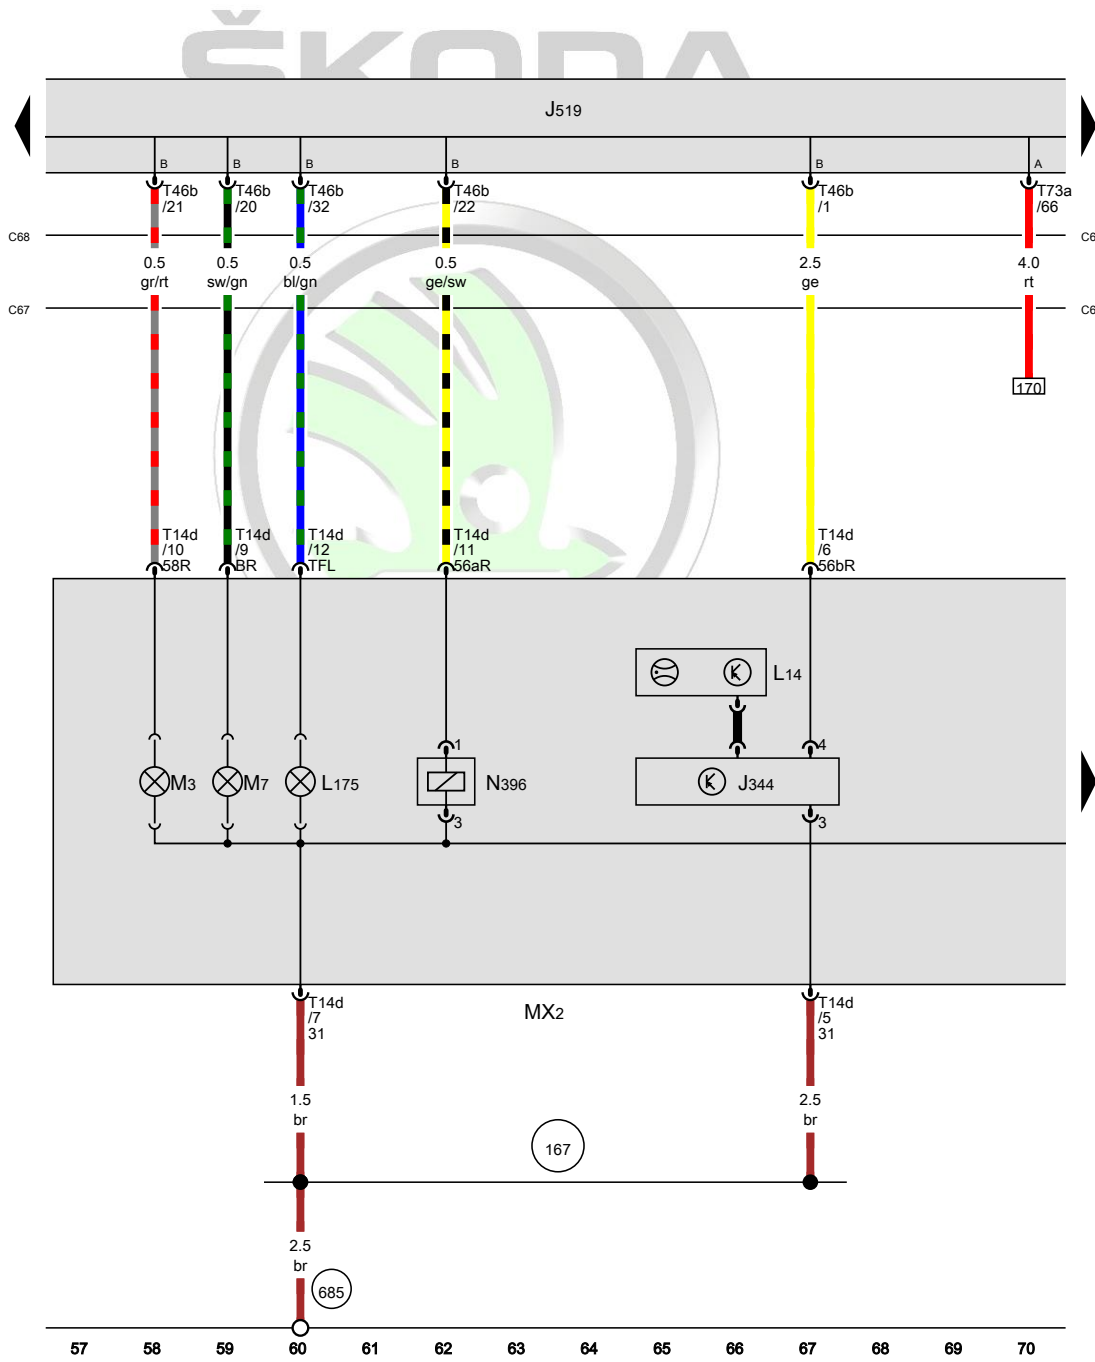 ŠKODA
J519
B B B B B A
T46b /21
T46b /20
T46b /32
T46b /22
T46b /1
T73a /66
C68
C6
0.5 gr/rt
0.5 sw/gn
0.5 bl/gn
0.5 ge/sw
2.5 ge
4.0 rt
C67
C6
170
T14d /10 58R
T14d /9 BR
T14d /12 TFL
T14d /11 56aR
T14d /6 56bR
L14
1
4
M3
M7
L175
N396
J344
3
3
T14d /7 31
MX2
T14d /5 31
1.5 br
2.5 br
167
2.5 br
685
57 58 59 60 61 62 63 64 65 66 67 68 69 70